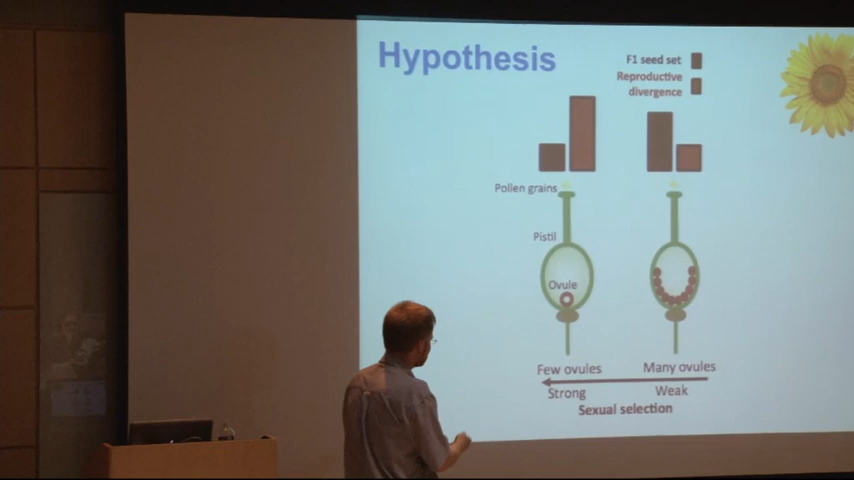 Hypothesis
F1 seed set
Reproductive
divergence
Pollen grains
Pistil
Ovule
Few ovules
Many ovules
Strong
Weak
Sexual selection